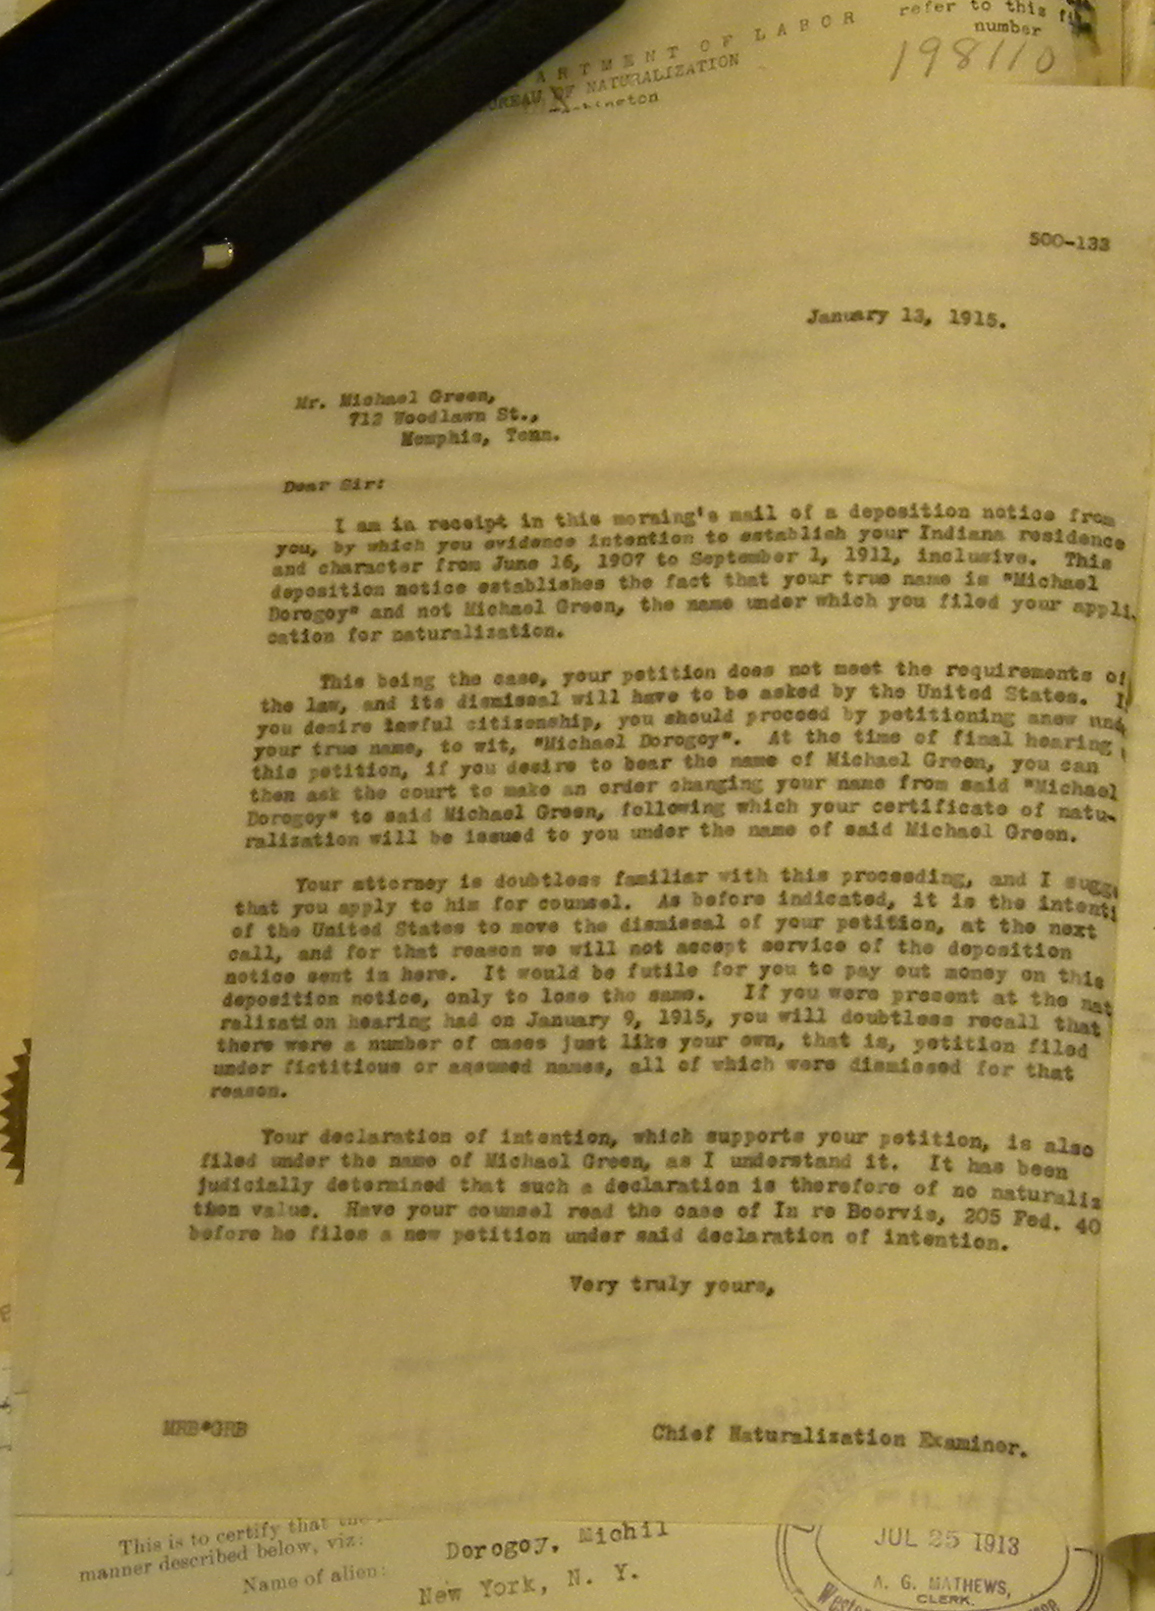 refer to this
number
198110
DEPARTMENT OF LABOR
BUREAU OF NATURALIZATION
Washington
500-133
January 13, 1915.
Mr. Michael Green,
712 Woodlawn St.,
Memphis, Tenn.
Dear Sir:
I am in receipt in this morning's mail of a deposition notice from
you, by which you evidence intention to establish your Indiana residence
and character from June 16, 1907 to September 1, 1911, inclusive. This
deposition notice establishes the fact that your true name is "Michael
Dorogoy" and not Michael Green, the name under which you filed your appli-
cation for naturalization.
This being the case, your petition does not meet the requirements of
the law, and its dismissal will have to be asked by the United States.
you desire lawful citizenship, you should proceed by petitioning anew und
your true name, to wit, "Michael Dorogoy". At the time of final hearing
this petition, if you desire to bear the name of Michael Green, you can
then ask the court to make an order changing your name from said "Michael
Dorogoy" to said Michael Green, following which your certificate of natu-
ralization will be issued to you under the name of said Michael Green.
Your attorney is doubtless familiar with this proceeding, and I sugge
that you apply to him for counsel. As before indicated, it is the intenti
of the United States to move the dismissal of your petition, at the next
call, and for that reason we will not accept service of the deposition
notice sent in here. It would be futile for you to pay out money on this
deposition notice, only to lose the same. If you were present at the nat
ralization hearing had on January 9, 1915, you will doubtless recall that
there were a number of cases just like your own, that is, petition filed
under fictitious or assumed names, all of which were dismissed for that
reason.
Your declaration of intention, which supports your petition, is also
filed under the name of Michael Green, as I understand it. It has been
judicially determined that such a declaration is therefore of no naturaliz
tion value. Have your counsel read the case of In re Boorvis, 205 Fed. 40
before he files a new petition under said declaration of intention.
Very truly yours,
MRB*GRB
Chief Naturalization Examiner.
This is to certify that the
manner described below, viz:
Name of alien:
Dorogoy, Michil
New York, N. Y.
JUL 25 1913
A. G. MATHEWS,
CLERK.
Western